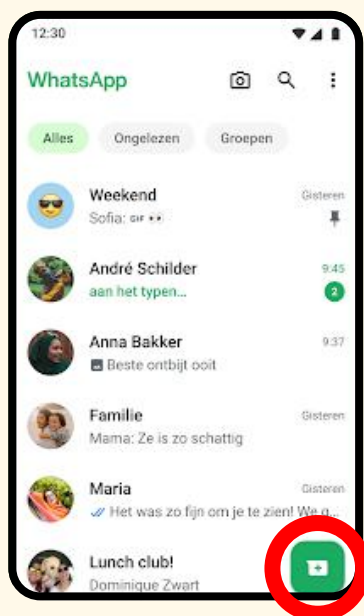 12:30
WhatsApp
Alles Ongelezen Groepen
Weekend Gisteren
Sofia: GIF 👀
André Schilder 9:45
aan het typen... 2
Anna Bakker 9:37
Beste ontbijt ooit
Familie Gisteren
Mama: Ze is zo schattig
Maria Gisteren
Het was zo fijn om je te zien! We g...
Lunch club!
Dominique Zwart